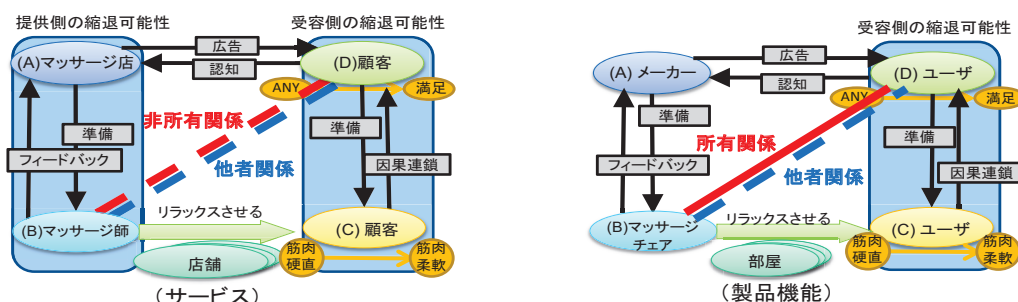 提供側の縮退可能性
受容側の縮退可能性
(A)マッサージ店
広告
認知
(D)顧客
ANY
満足
準備
非所有関係
準備
フィードバック
他者関係
因果連鎖
リラックスさせる
(B)マッサージ師
(C) 顧客
店舗
筋肉
硬直
筋肉
柔軟
(サービス)
受容側の縮退可能性
(A) メーカー
広告
認知
(D) ユーザ
ANY
満足
準備
所有関係
準備
フィードバック
他者関係
因果連鎖
リラックスさせる
(B)マッサージ
チェア
(C) ユーザ
部屋
筋肉
硬直
筋肉
柔軟
(製品機能)